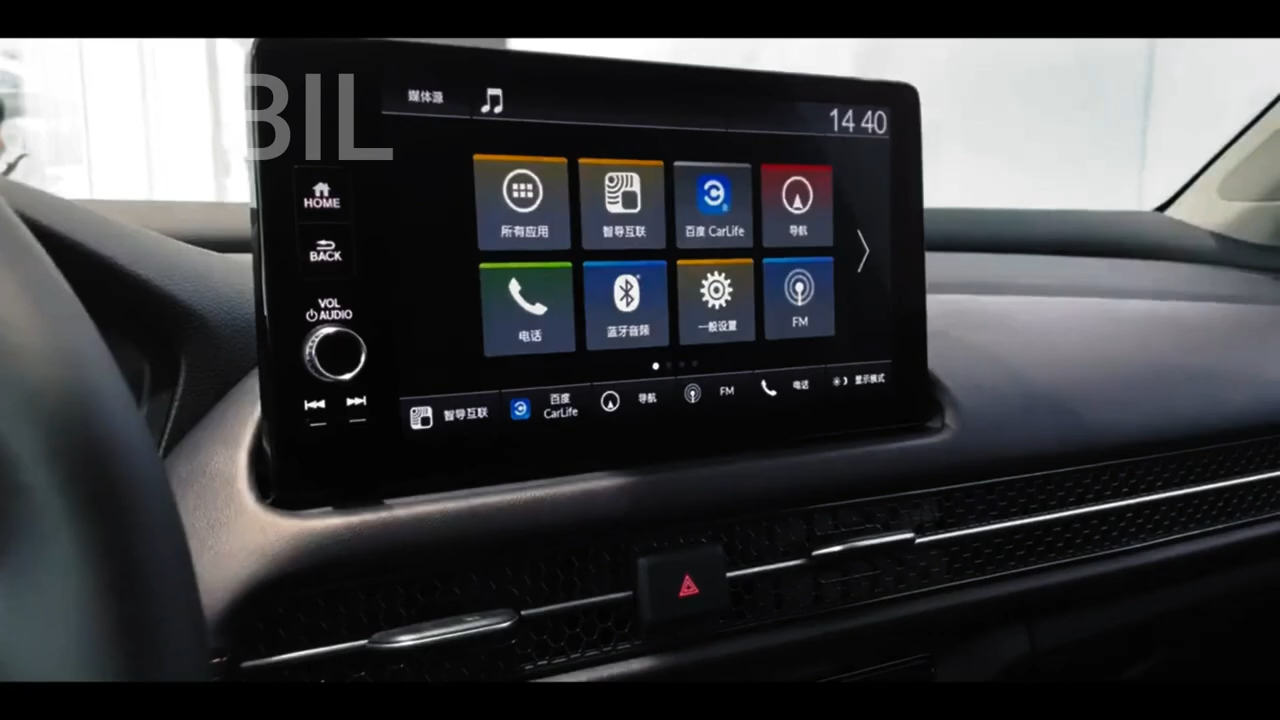 BIL
媒体源
14 40
HOME
BACK
VOL
AUDIO
所有应用
智导互联
百度 CarLife
导航
电话
蓝牙音频
一般设置
FM
智导互联
百度
CarLife
导航
FM
电话
显示模式